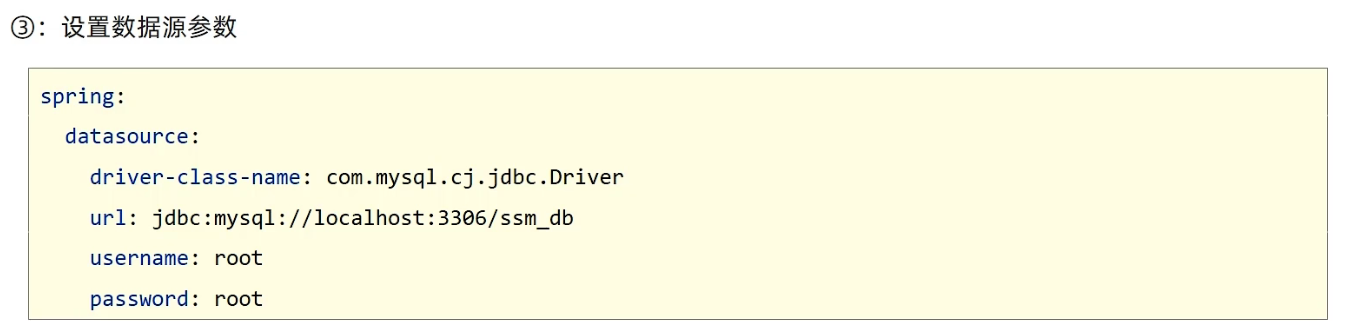 ③：设置数据源参数
spring:
  datasource:
    driver-class-name: com.mysql.cj.jdbc.Driver
    url: jdbc:mysql://localhost:3306/ssm_db
    username: root
    password: root